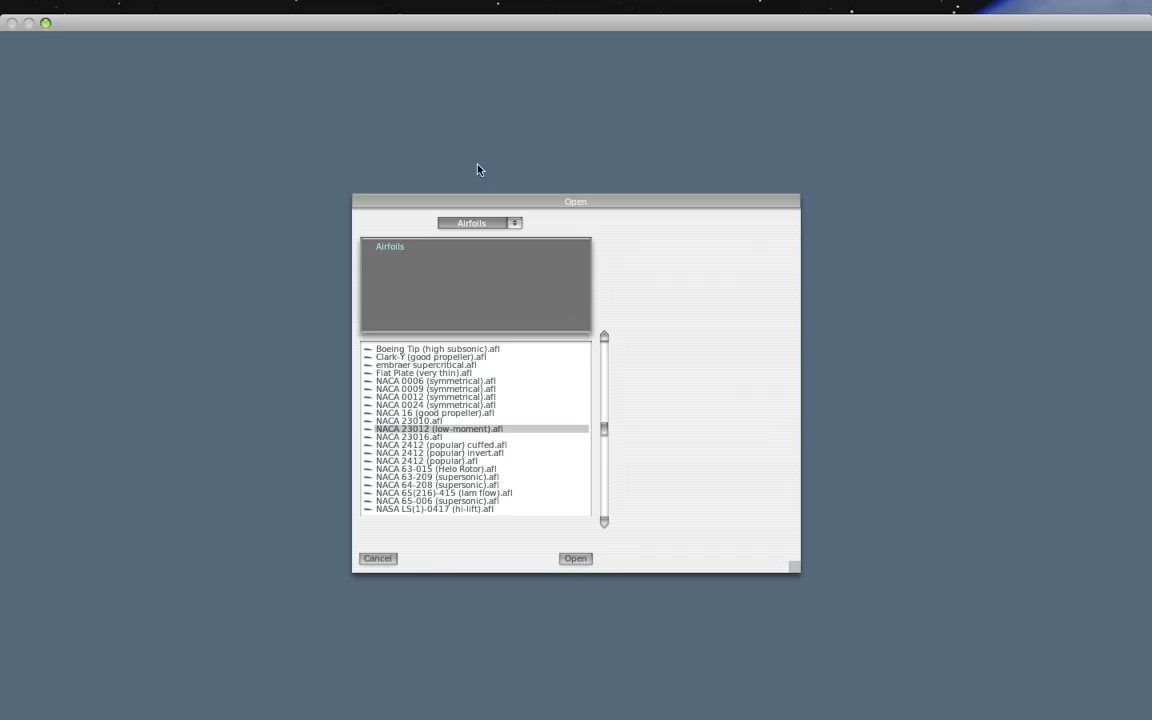 Open
Airfoils
Airfoils
Boeing Tip (high subsonic).afl
Clark-Y (good propeller).afl
embraer supercritical.afl
Flat Plate (very thin).afl
NACA 0006 (symmetrical).afl
NACA 0009 (symmetrical).afl
NACA 0012 (symmetrical).afl
NACA 0024 (symmetrical).afl
NACA 16 (good propeller).afl
NACA 23010.afl
NACA 23012 (low-moment).afl
NACA 23016.afl
NACA 2412 (popular) cuffed.afl
NACA 2412 (popular) invert.afl
NACA 2412 (popular).afl
NACA 63-015 (Helo Rotor).afl
NACA 63-209 (supersonic).afl
NACA 64-208 (supersonic).afl
NACA 65(216)-415 (lam flow).afl
NACA 65-006 (supersonic).afl
NASA LS(1)-0417 (hi-lift).afl
Cancel Open